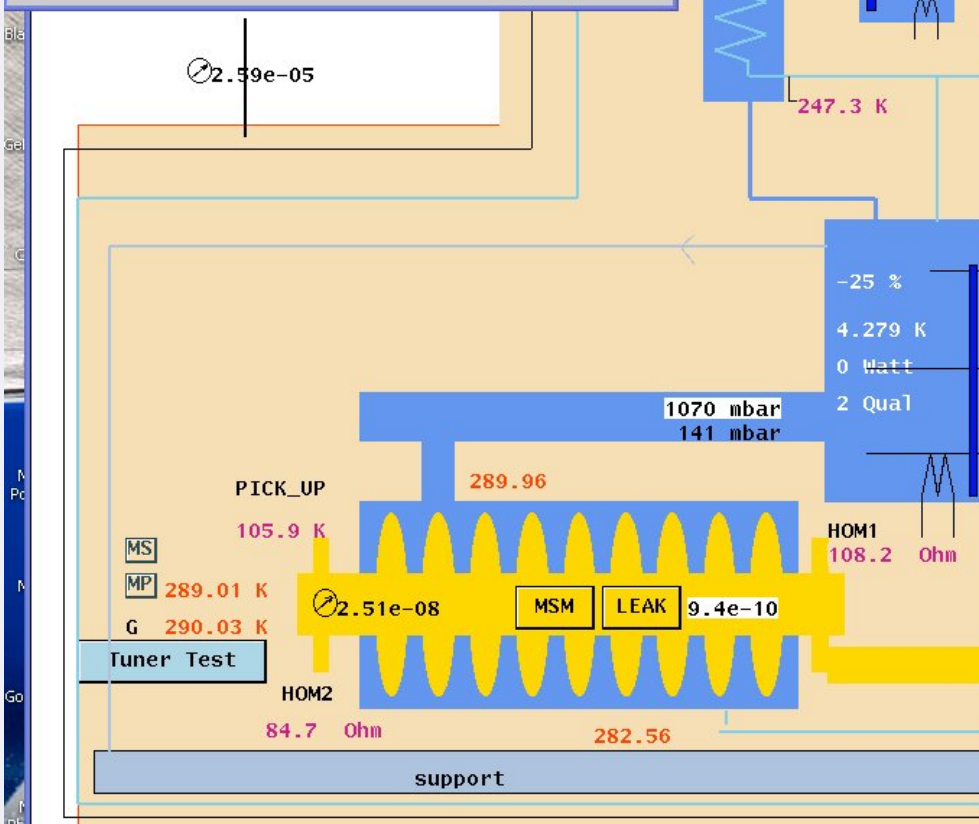 2.59e-05
247.3 K
-25 %
4.279 K
0 Watt
2 Qual
1070 mbar
141 mbar
PICK_UP
289.96
105.9 K
HOM1
108.2 Ohm
MS
MP 289.01 K
2.51e-08
MSM
LEAK
9.4e-10
G 290.03 K
Tuner Test
HOM2
84.7 Ohm
282.56
support